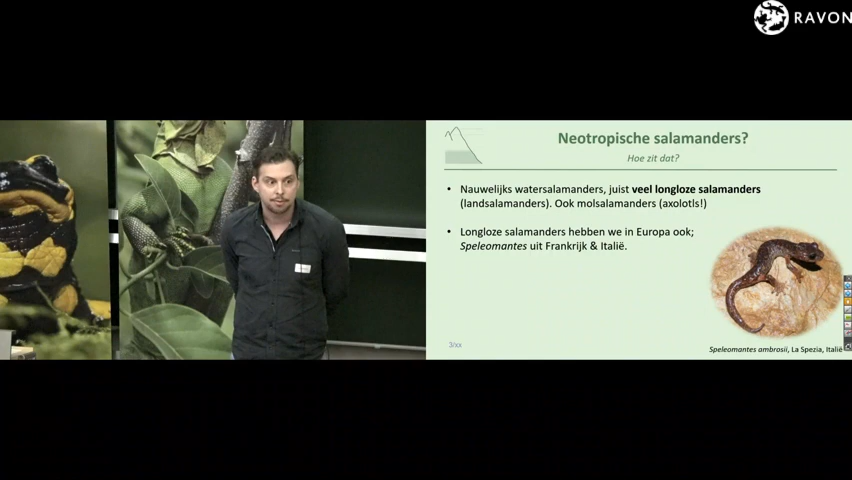 RAVON
Neotropische salamanders?
Hoe zit dat?
• Nauwelijks watersalamanders, juist veel longloze salamanders
(landsalamanders). Ook molsalamanders (axolotls!)
• Longloze salamanders hebben we in Europa ook;
Speleomantes uit Frankrijk & Italië.
3/xx
Speleomantes ambrosii, La Spezia, Italië